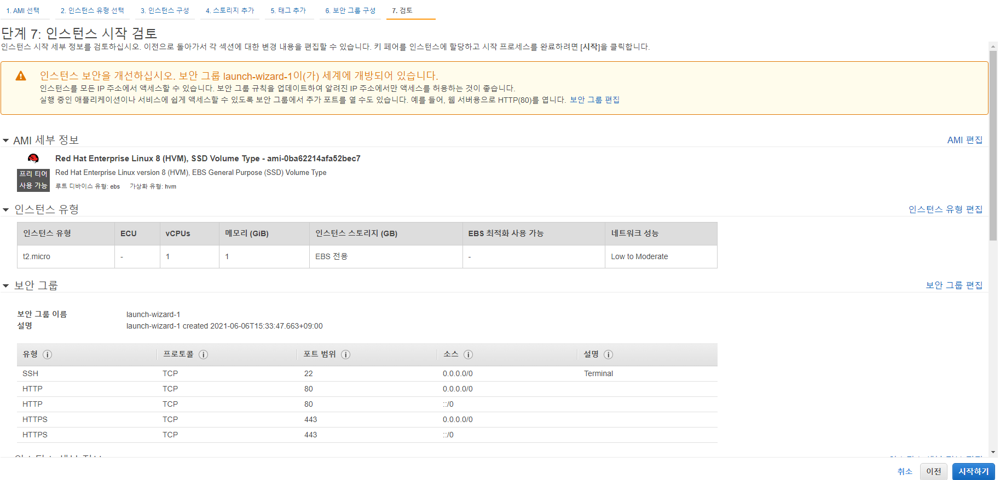 1. AMI 선택 2. 인스턴스 유형 선택 3. 인스턴스 구성 4. 스토리지 추가 5. 태그 추가 6. 보안 그룹 구성 7. 검토
단계 7: 인스턴스 시작 검토
인스턴스 시작 세부 정보를 검토하십시오. 이전으로 돌아가서 각 섹션에 대한 변경 내용을 편집할 수 있습니다. 키 페어를 인스턴스에 할당하고 시작 프로세스를 완료하려면 [시작]을 클릭합니다.
인스턴스 보안을 개선하십시오. 보안 그룹 launch-wizard-1이(가) 세계에 개방되어 있습니다.
인스턴스를 모든 IP 주소에서 액세스할 수 있습니다. 보안 그룹 규칙을 업데이트하여 알려진 IP 주소에서만 액세스를 허용하는 것이 좋습니다.
실행 중인 애플리케이션이나 서비스에 쉽게 액세스할 수 있도록 보안 그룹에서 추가 포트를 열 수도 있습니다. 예를 들어, 웹 서버용으로 HTTP(80)를 엽니다. 보안 그룹 편집
AMI 세부 정보 AMI 편집
Red Hat Enterprise Linux 8 (HVM), SSD Volume Type - ami-0ba62214afa52bec7
프리 티어 Red Hat Enterprise Linux version 8 (HVM), EBS General Purpose (SSD) Volume Type
사용 가능 루트 디바이스 유형: ebs 가상화 유형: hvm
인스턴스 유형 인스턴스 유형 편집
인스턴스 유형 ECU vCPUs 메모리 (GiB) 인스턴스 스토리지 (GB) EBS 최적화 사용 가능 네트워크 성능
t2.micro - 1 1 EBS 전용 - Low to Moderate
보안 그룹 보안 그룹 편집
보안 그룹 이름 launch-wizard-1
설명 launch-wizard-1 created 2021-06-06T15:33:47.663+09:00
유형 프로토콜 포트 범위 소스 설명
SSH TCP 22 0.0.0.0/0 Terminal
HTTP TCP 80 0.0.0.0/0
HTTP TCP 80 ::/0
HTTPS TCP 443 0.0.0.0/0
HTTPS TCP 443 ::/0
취소 이전 시작하기